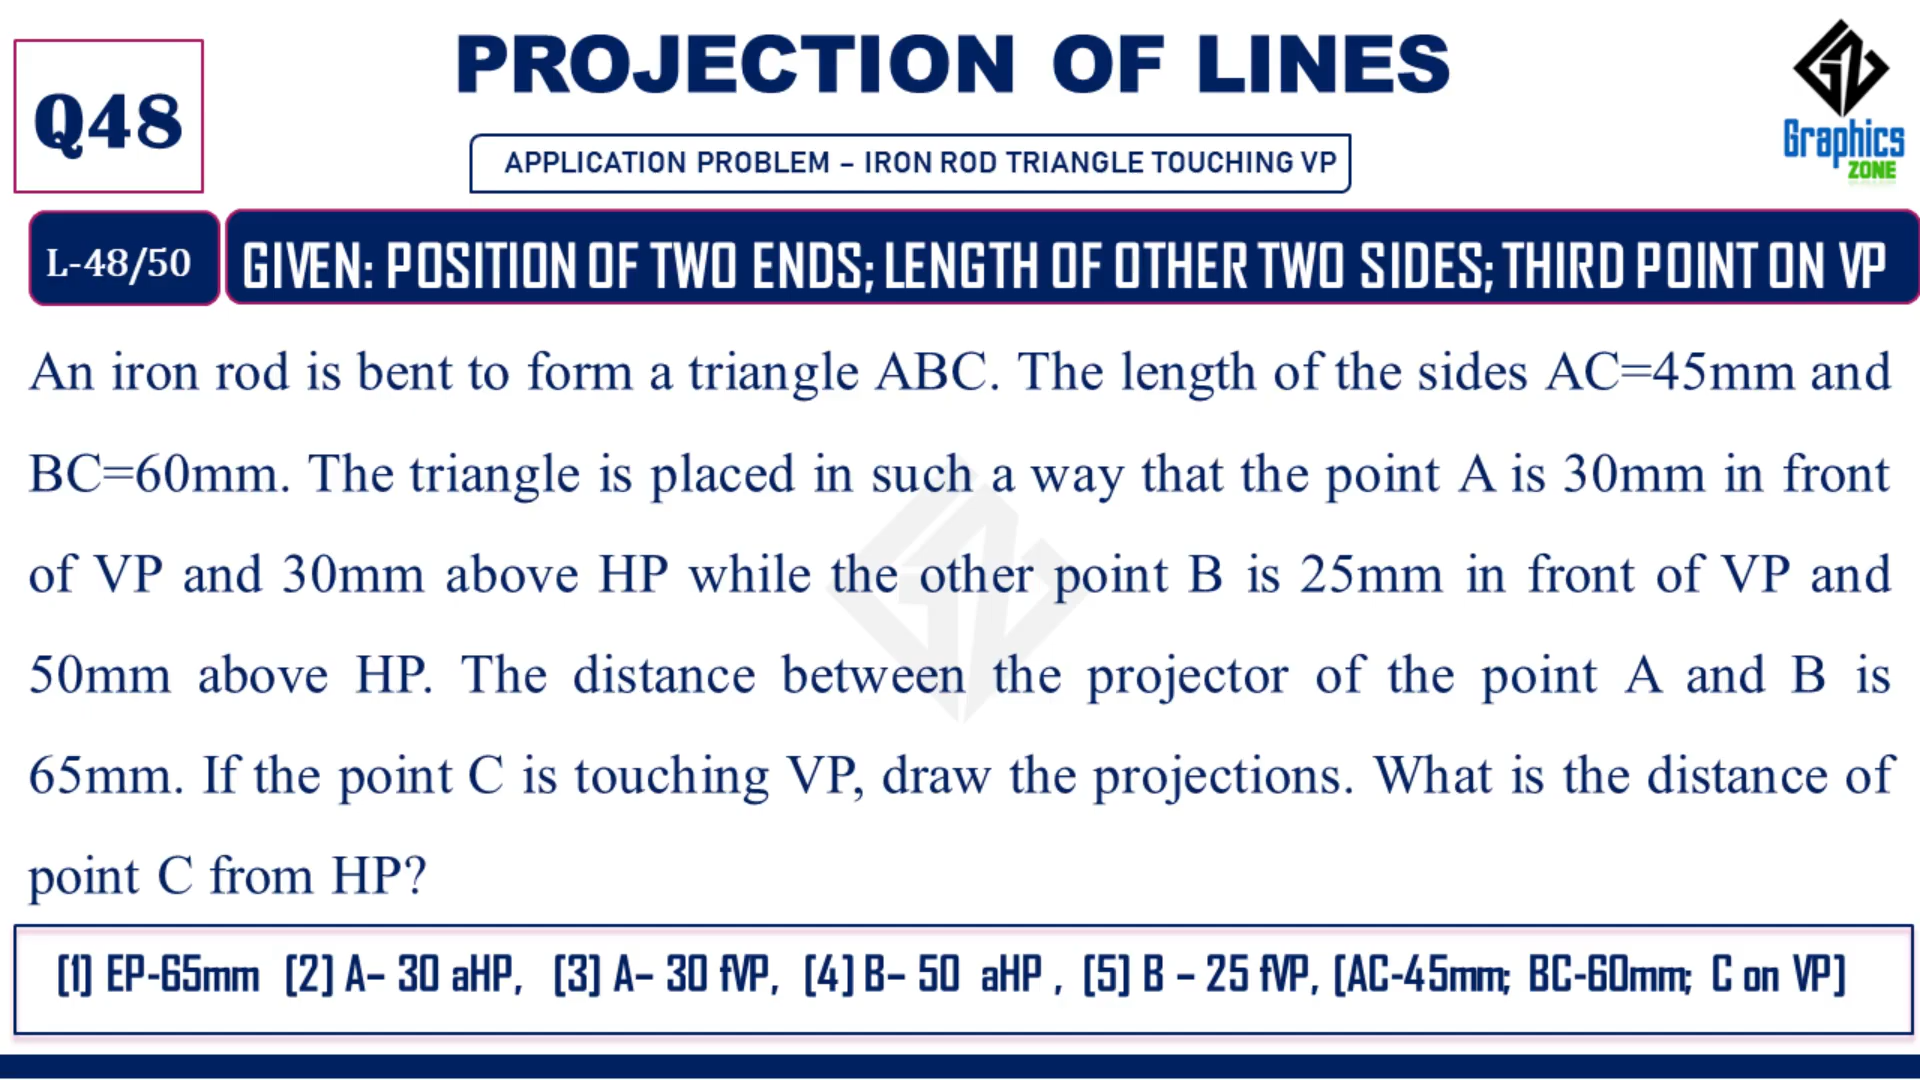 PROJECTION OF LINES
Q48
APPLICATION PROBLEM – IRON ROD TRIANGLE TOUCHING VP
Graphics
ZONE
L-48/50
GIVEN: POSITION OF TWO ENDS; LENGTH OF OTHER TWO SIDES; THIRD POINT ON VP
An iron rod is bent to form a triangle ABC. The length of the sides AC=45mm and
BC=60mm. The triangle is placed in such a way that the point A is 30mm in front
of VP and 30mm above HP while the other point B is 25mm in front of VP and
50mm above HP. The distance between the projector of the point A and B is
65mm. If the point C is touching VP, draw the projections. What is the distance of
point C from HP?
(1) EP-65mm (2) A– 30 aHP, (3) A– 30 fVP, (4) B– 50 aHP , (5) B – 25 fVP, (AC-45mm; BC-60mm; C on VP)